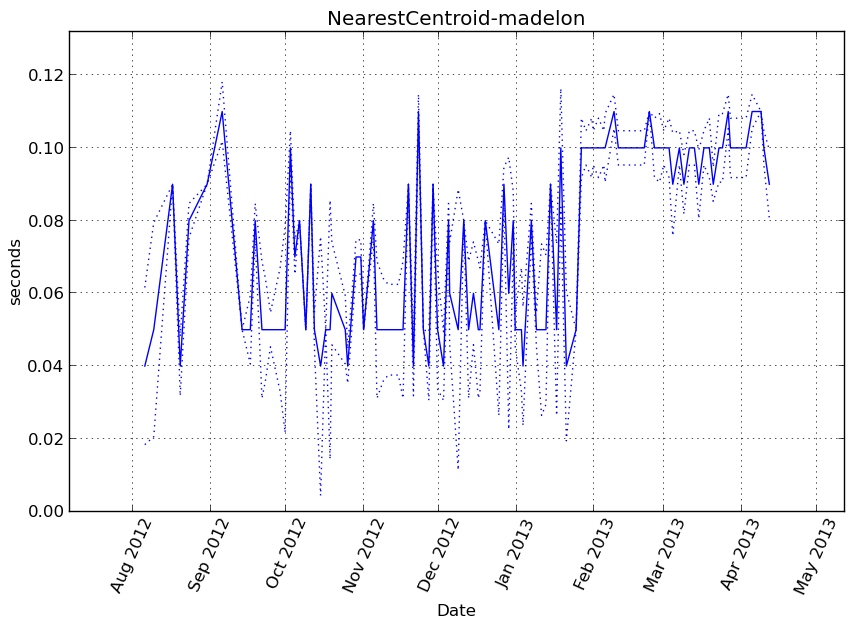 NearestCentroid-madelon
0.12
0.10
0.08
0.06
0.04
0.02
0.00
seconds
Aug 2012
Sep 2012
Oct 2012
Nov 2012
Dec 2012
Jan 2013
Feb 2013
Mar 2013
Apr 2013
May 2013
Date